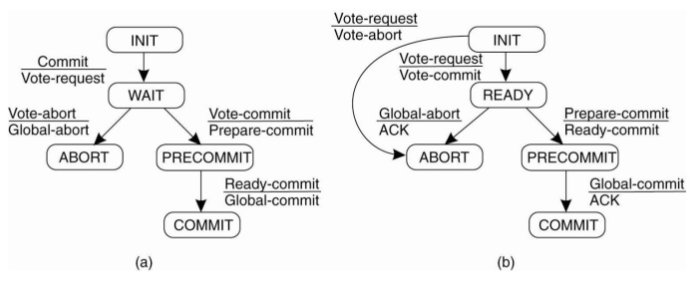 Vote-request
Vote-abort
INIT
INIT
Commit
Vote-request
Vote-request
Vote-commit
WAIT
READY
Vote-abort
Global-abort
Vote-commit
Prepare-commit
Global-abort
ACK
Prepare-commit
Ready-commit
ABORT
PRECOMMIT
ABORT
PRECOMMIT
Ready-commit
Global-commit
Global-commit
ACK
COMMIT
COMMIT
(a)
(b)